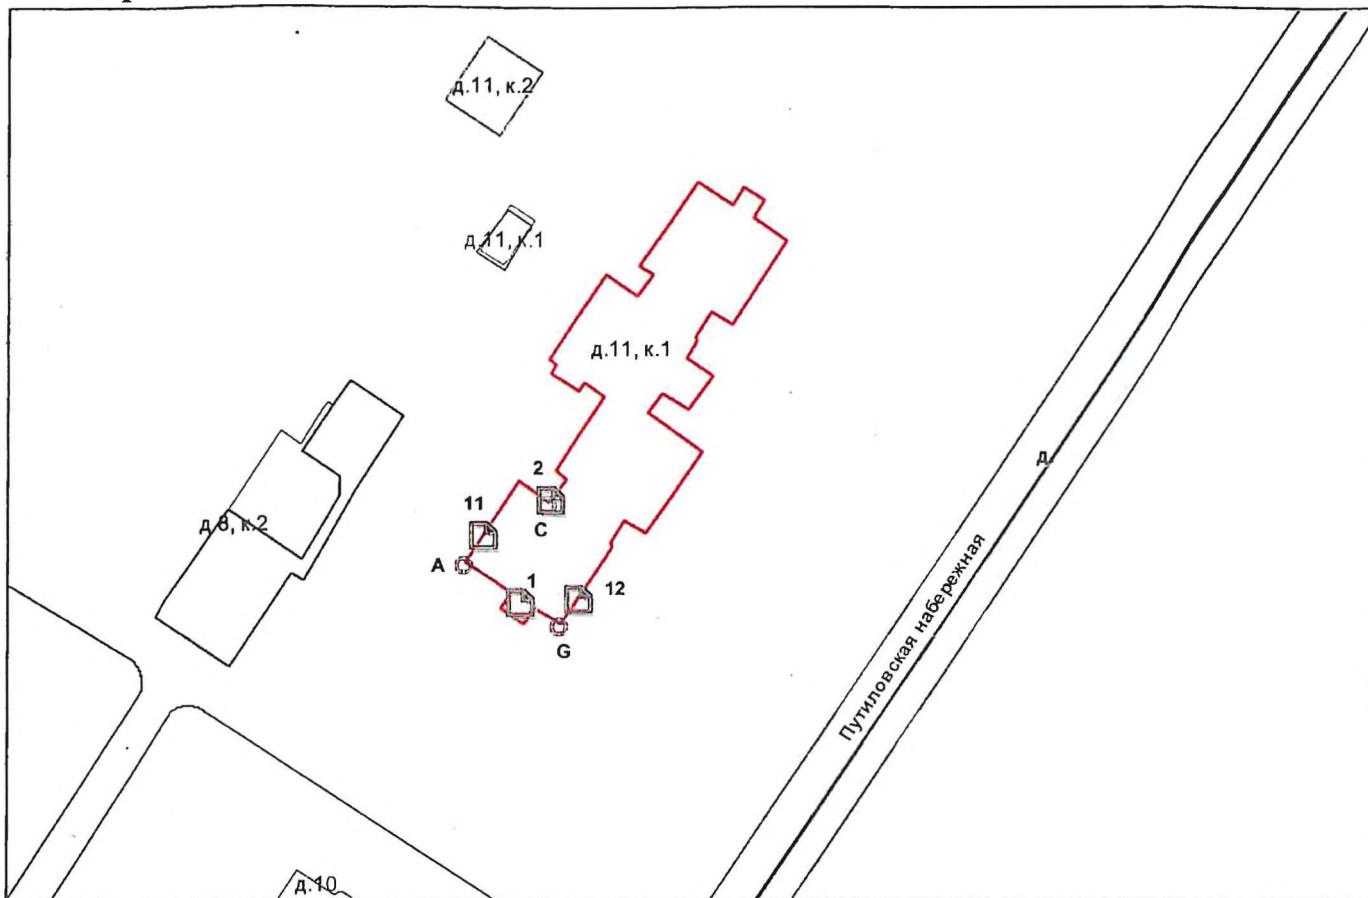 д.11, к.2
д.11, к.1
д.11, к.1
2
11
C
д.8, к.2
A
1
12
G
д.
Путиловская набережная
д.10